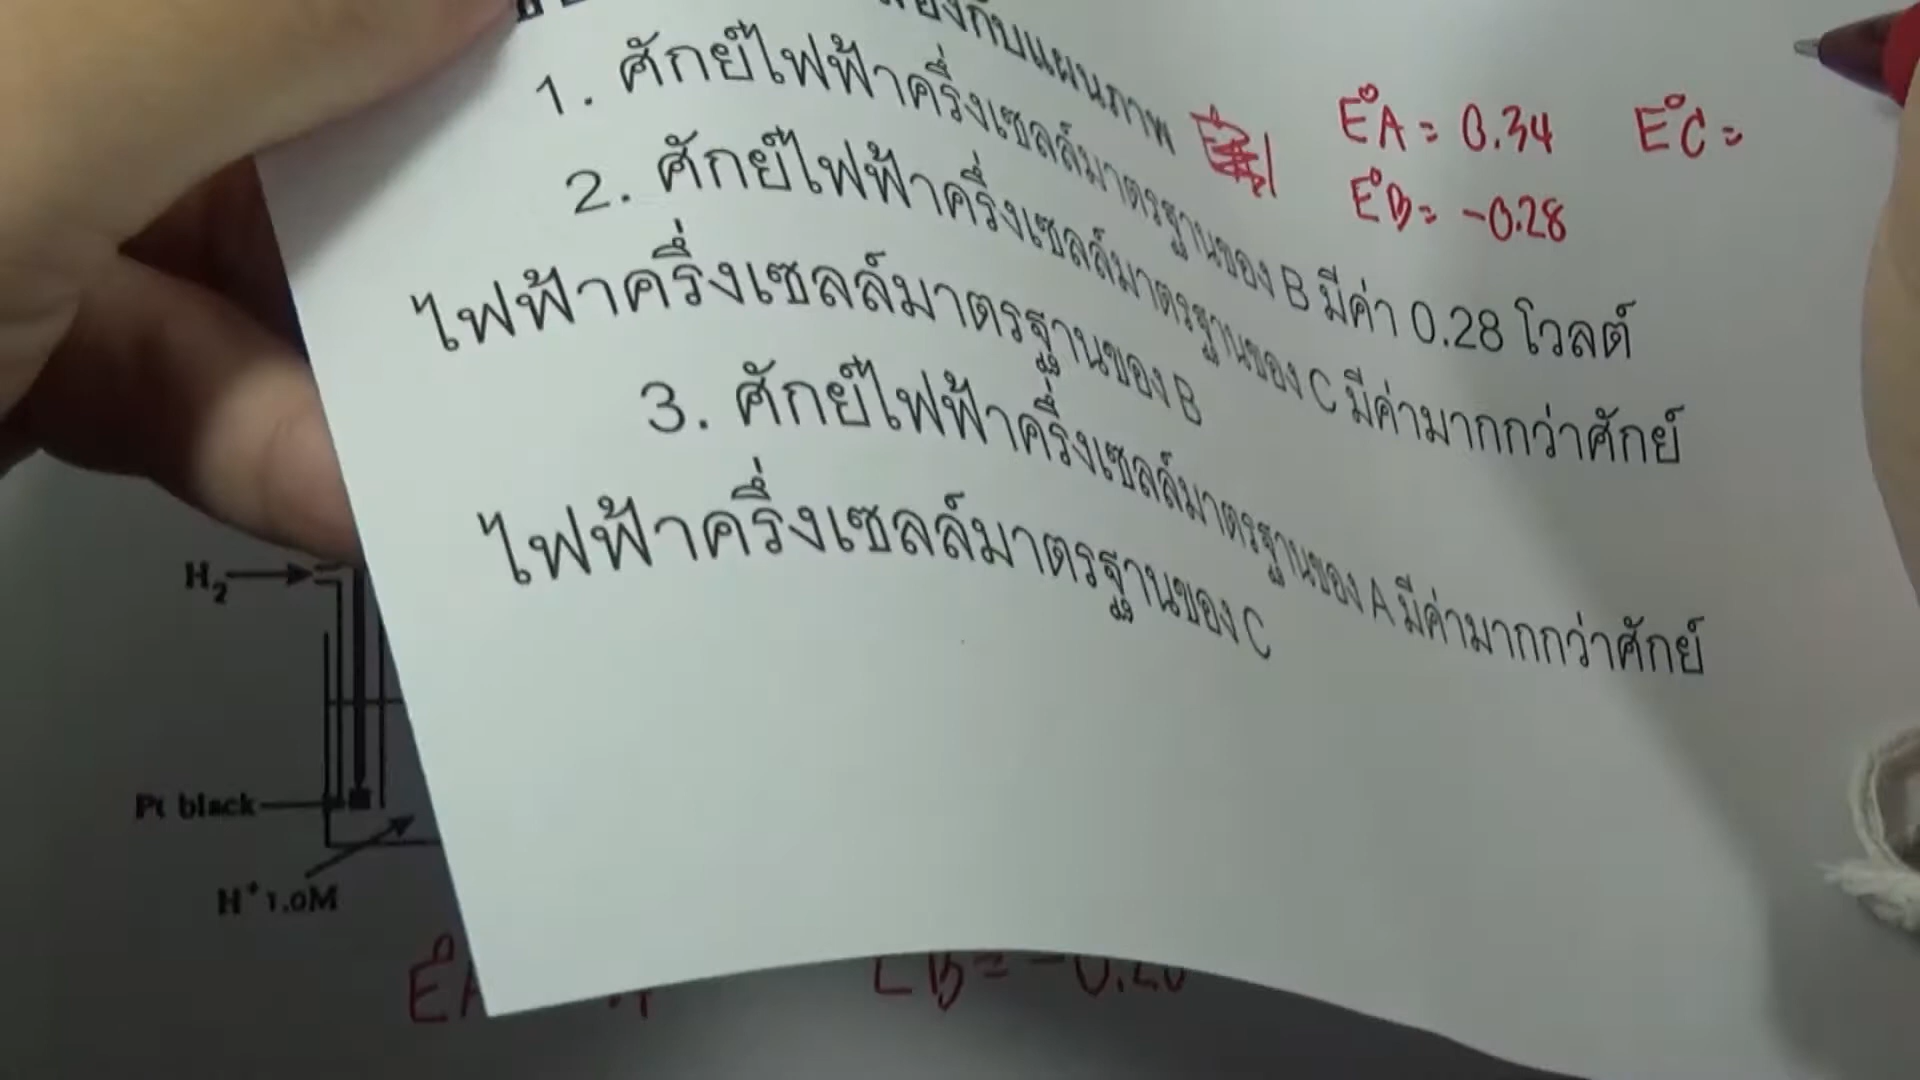 กับแผนภาพ
E°A = 0.34 E°C =
E°B = -0.28
1. ศักย์ไฟฟ้าครึ่งเซลล์มาตรฐานของ B มีค่า 0.28 โวลต์
2. ศักย์ไฟฟ้าครึ่งเซลล์มาตรฐานของ C มีค่ามากกว่าศักย์
ไฟฟ้าครึ่งเซลล์มาตรฐานของ B
3. ศักย์ไฟฟ้าครึ่งเซลล์มาตรฐานของ A มีค่ามากกว่าศักย์
ไฟฟ้าครึ่งเซลล์มาตรฐานของ C
H₂
Pt black
H⁺ 1.0M